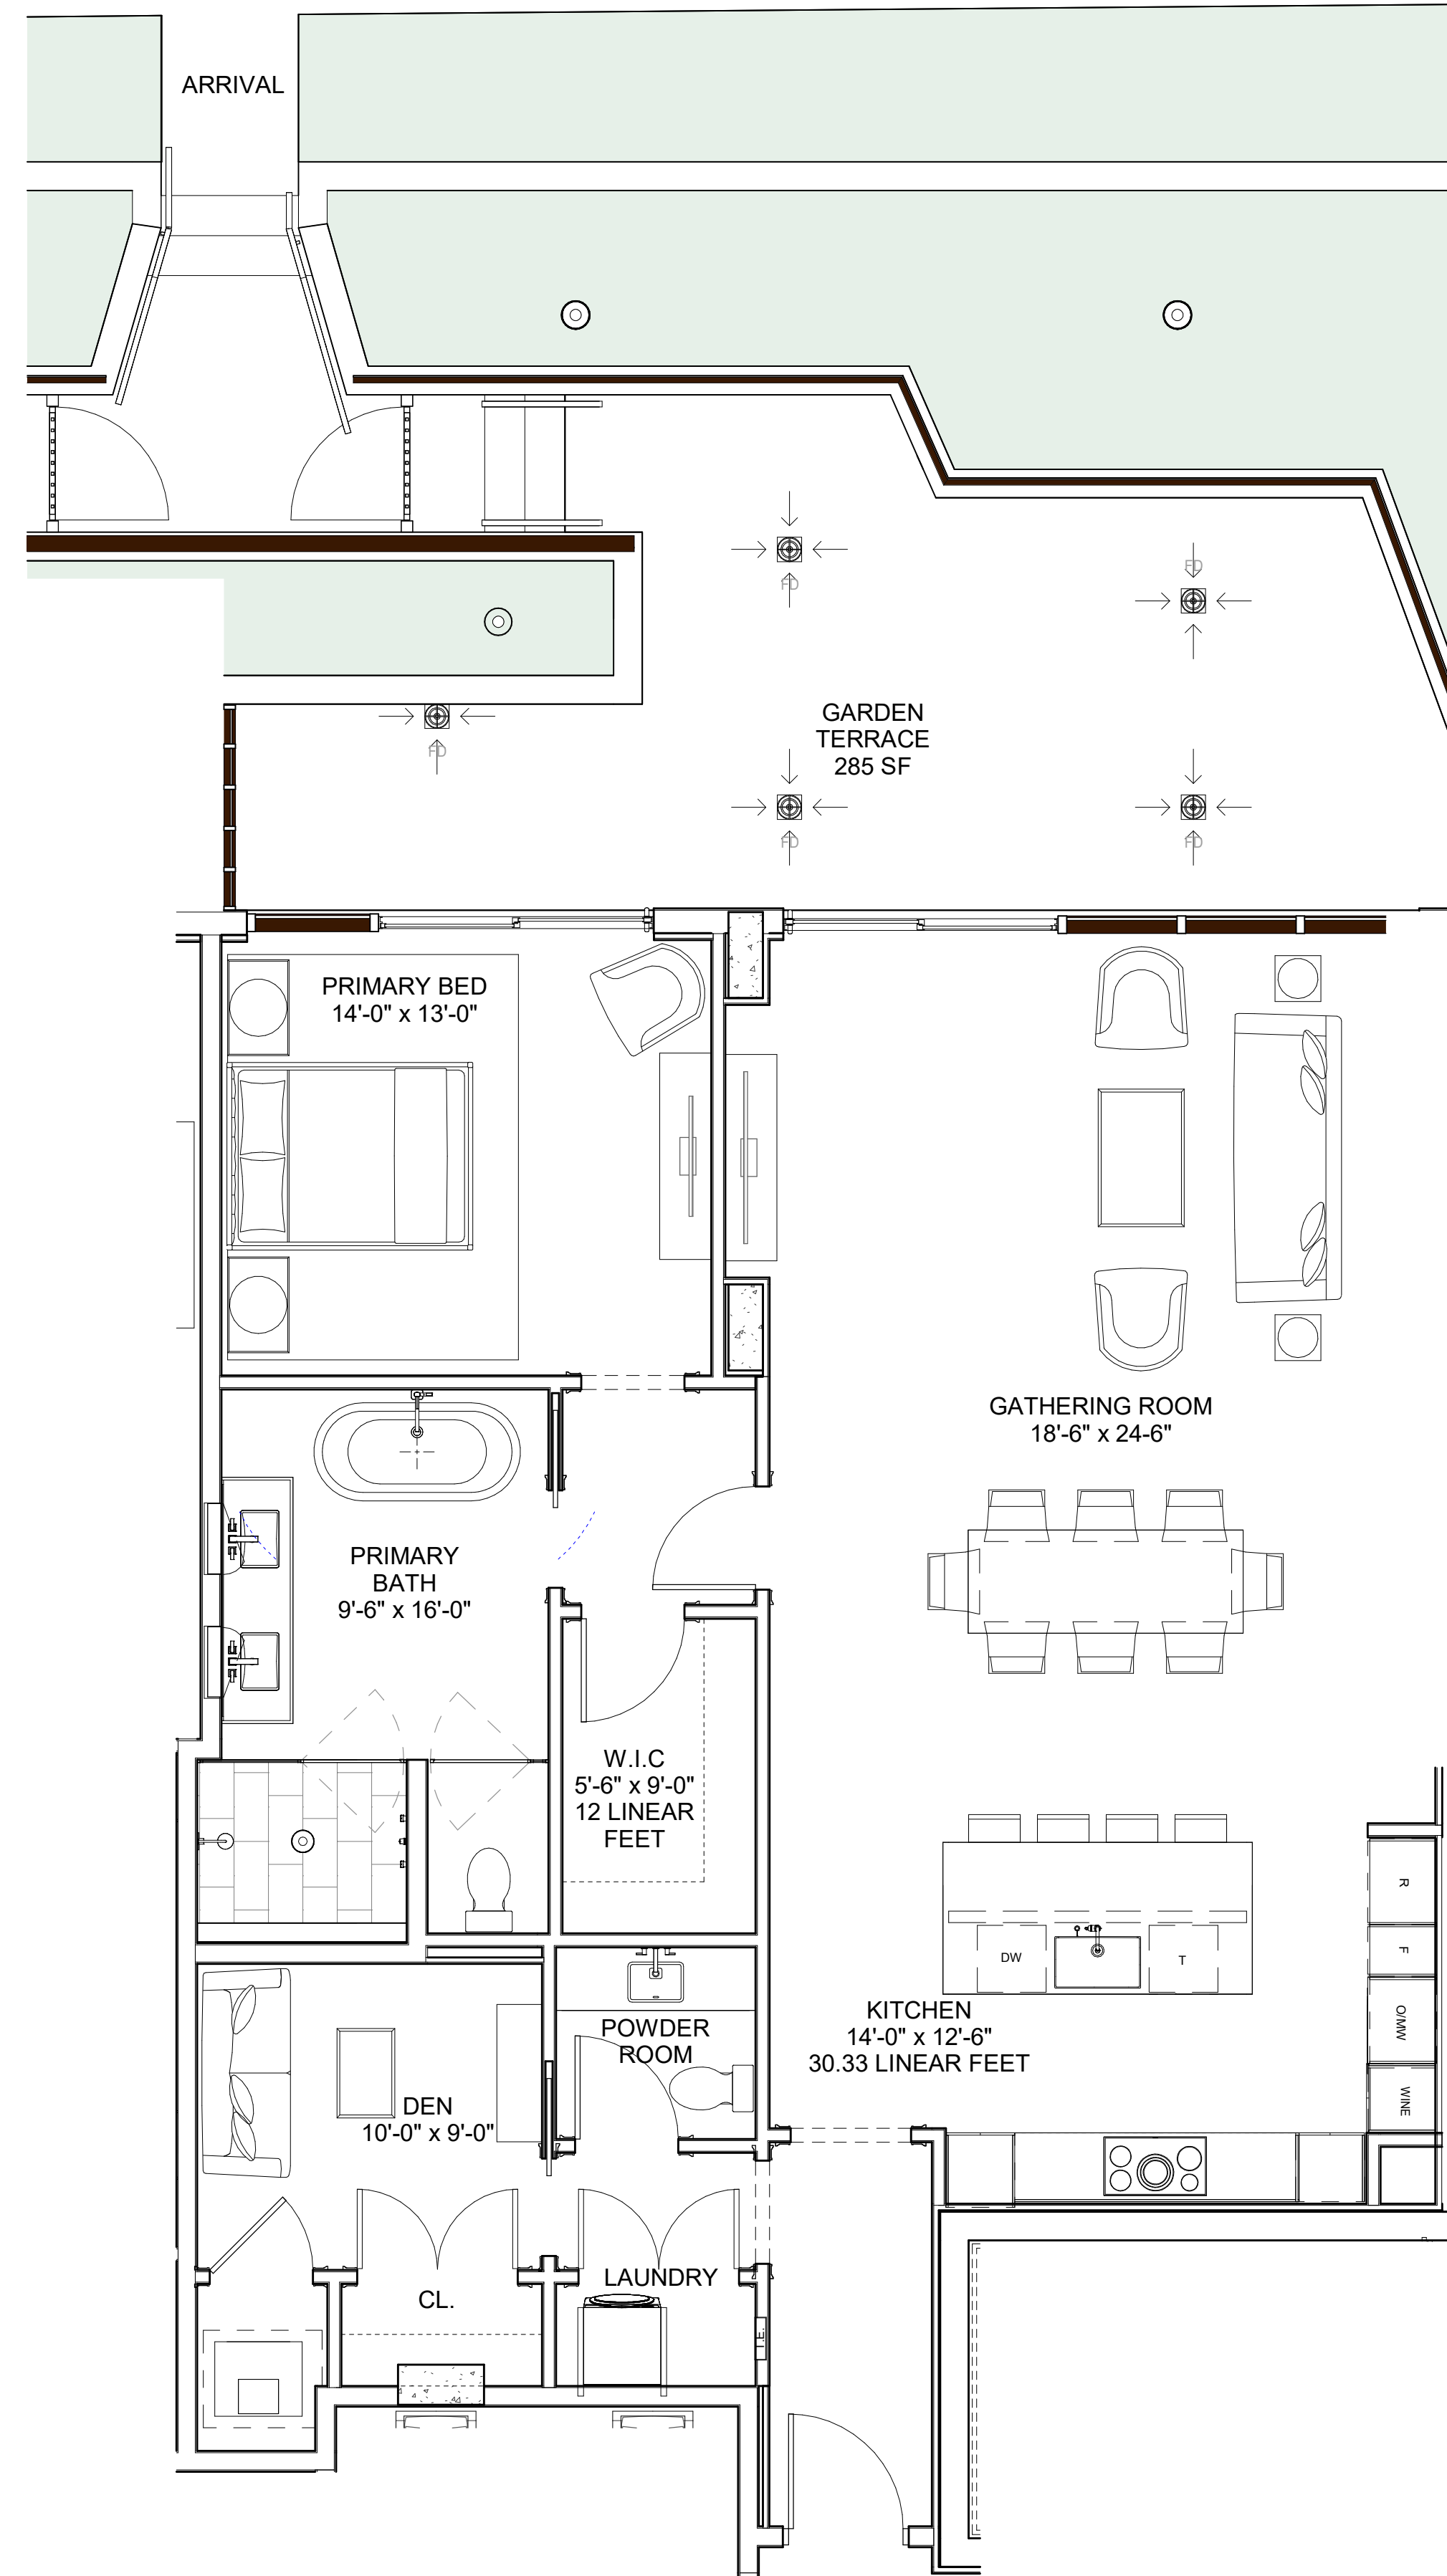 ARRIVAL
FD
FD
GARDEN
TERRACE
285 SF
FD
FD
FD
PRIMARY BED
14'-0" x 13'-0"
GATHERING ROOM
18'-6" x 24-6"
PRIMARY
BATH
9'-6" x 16'-0"
W.I.C
5'-6" x 9'-0"
12 LINEAR
FEET
R
F
DW
T
O/MW
WINE
KITCHEN
14'-0" x 12'-6"
30.33 LINEAR FEET
POWDER
ROOM
DEN
10'-0" x 9'-0"
LAUNDRY
CL.
T.E.